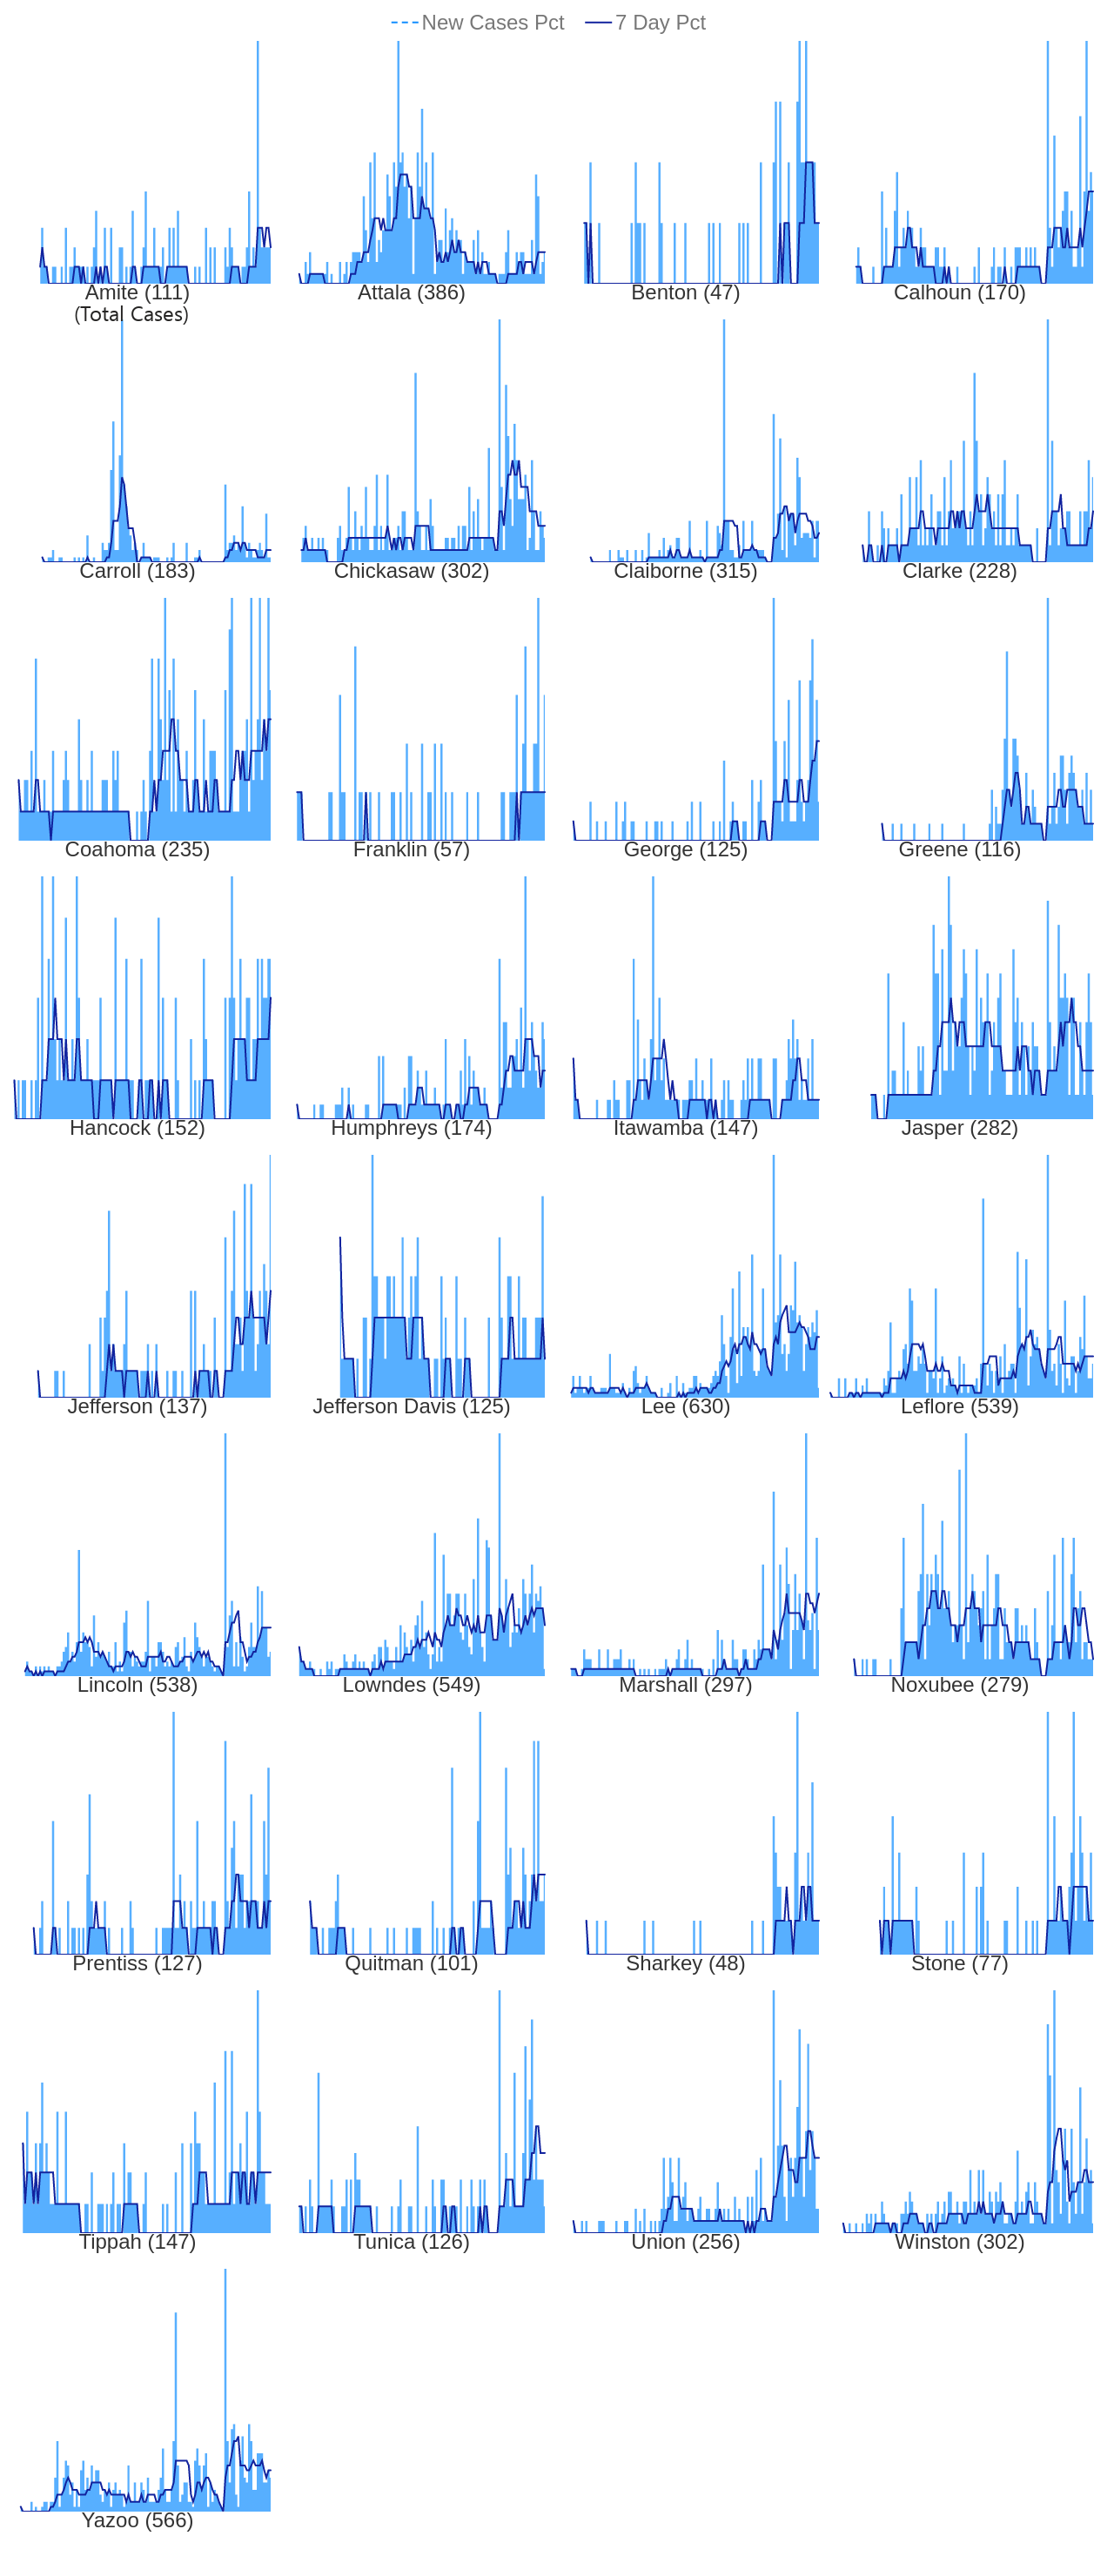 New Cases Pct 7 Day Pct
Amite (111) Attala (386) Benton (47) Calhoun (170)
(Total Cases)
Carroll (183) Chickasaw (302) Claiborne (315) Clarke (228)
Coahoma (235) Franklin (57) George (125) Greene (116)
Hancock (152) Humphreys (174) Itawamba (147) Jasper (282)
Jefferson (137) Jefferson Davis (125) Lee (630) Leflore (539)
Lincoln (538) Lowndes (549) Marshall (297) Noxubee (279)
Prentiss (127) Quitman (101) Sharkey (48) Stone (77)
Tippah (147) Tunica (126) Union (256) Winston (302)
Yazoo (566)